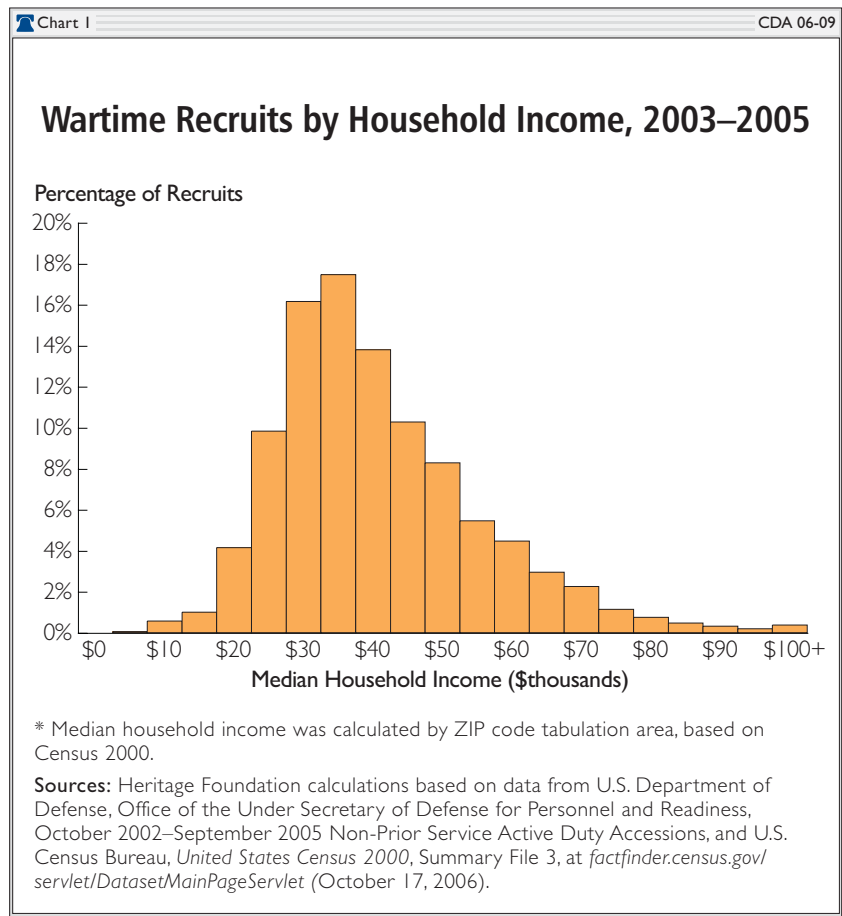 Chart 1 CDA 06-09
Wartime Recruits by Household Income, 2003–2005
Percentage of Recruits
20%
18%
16%
14%
12%
10%
8%
6%
4%
2%
0%
$0 $10 $20 $30 $40 $50 $60 $70 $80 $90 $100+
Median Household Income ($thousands)
* Median household income was calculated by ZIP code tabulation area, based on
Census 2000.
Sources: Heritage Foundation calculations based on data from U.S. Department of
Defense, Office of the Under Secretary of Defense for Personnel and Readiness,
October 2002–September 2005 Non-Prior Service Active Duty Accessions, and U.S.
Census Bureau, United States Census 2000, Summary File 3, at factfinder.census.gov/
servlet/DatasetMainPageServlet (October 17, 2006).